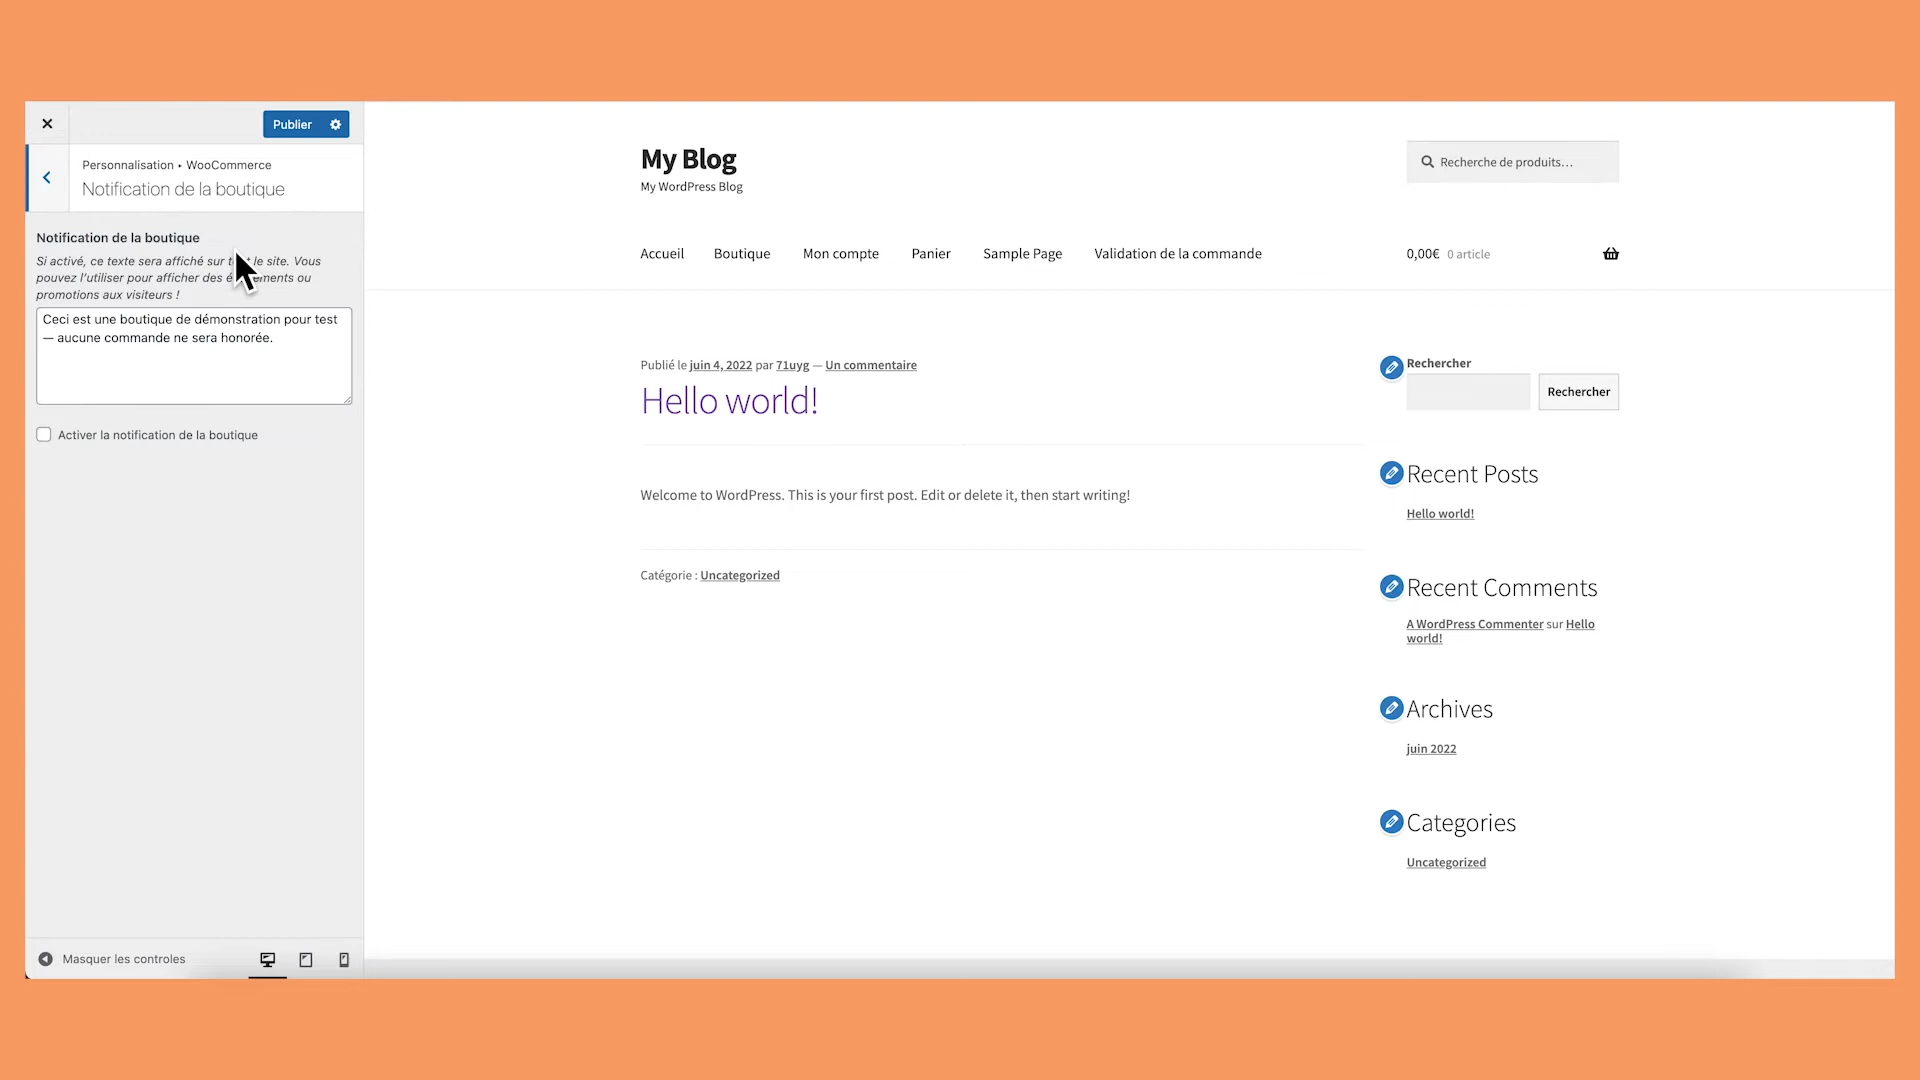 Publier
Personnalisation ▸ WooCommerce
Notification de la boutique
Notification de la boutique
Si activé, ce texte sera affiché sur le site. Vous
pouvez l'utiliser pour afficher des ou
promotions aux visiteurs !
Ceci est une boutique de démonstration pour test
— aucune commande ne sera honorée.
Activer la notification de la boutique
Masquer les controles
My Blog
My WordPress Blog
Recherche de produits…
Accueil Boutique Mon compte Panier Sample Page Validation de la commande
0,00€ 0 article
Publié le juin 4, 2022 par 71uyg — Un commentaire
Hello world!
Welcome to WordPress. This is your first post. Edit or delete it, then start writing!
Catégorie : Uncategorized
Rechercher
Rechercher
Recent Posts
Hello world!
Recent Comments
A WordPress Commenter sur Hello
world!
Archives
juin 2022
Categories
Uncategorized